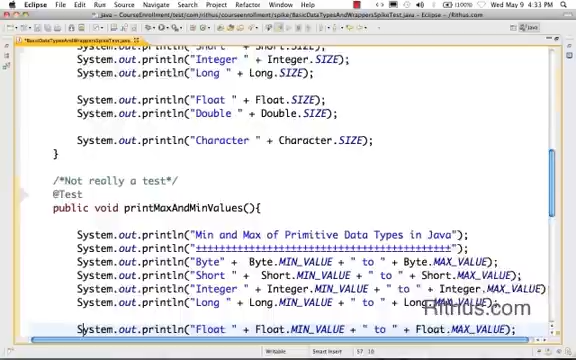 Eclipse File Edit Source Refactor Navigate Search Project Run Window Help Mon May 9 4:33 PM
java – CourseEnrollment/test/com/rithus/courseenrollment/spike/BasicDataTypesAndWrappersSpikeTest.java – Eclipse – Rithus.com
*BasicDataTypesAndWrappersSpikeTest.java
Java
System.out.println("Short " + Short.SIZE);
System.out.println("Integer " + Integer.SIZE);
System.out.println("Long " + Long.SIZE);
System.out.println("Float " + Float.SIZE);
System.out.println("Double " + Double.SIZE);
System.out.println("Character " + Character.SIZE);
}
/*Not really a test*/
@Test
public void printMaxAndMinValues(){
System.out.println("Min and Max of Primitive Data Types in Java");
System.out.println("++++++++++++++++++++++++++++++++++++++++++");
System.out.println("Byte" + Byte.MIN_VALUE + " to " + Byte.MAX_VALUE);
System.out.println("Short " + Short.MIN_VALUE + " to " + Short.MAX_VALUE);
System.out.println("Integer " + Integer.MIN_VALUE + " to " + Integer.MAX_VALUE)
System.out.println("Long " + Long.MIN_VALUE + " to " + Long.MAX_VALUE);
Rithus.com
System.out.println("Float " + Float.MIN_VALUE + " to " + Float.MAX_VALUE);
Writable Smart Insert 57 : 10